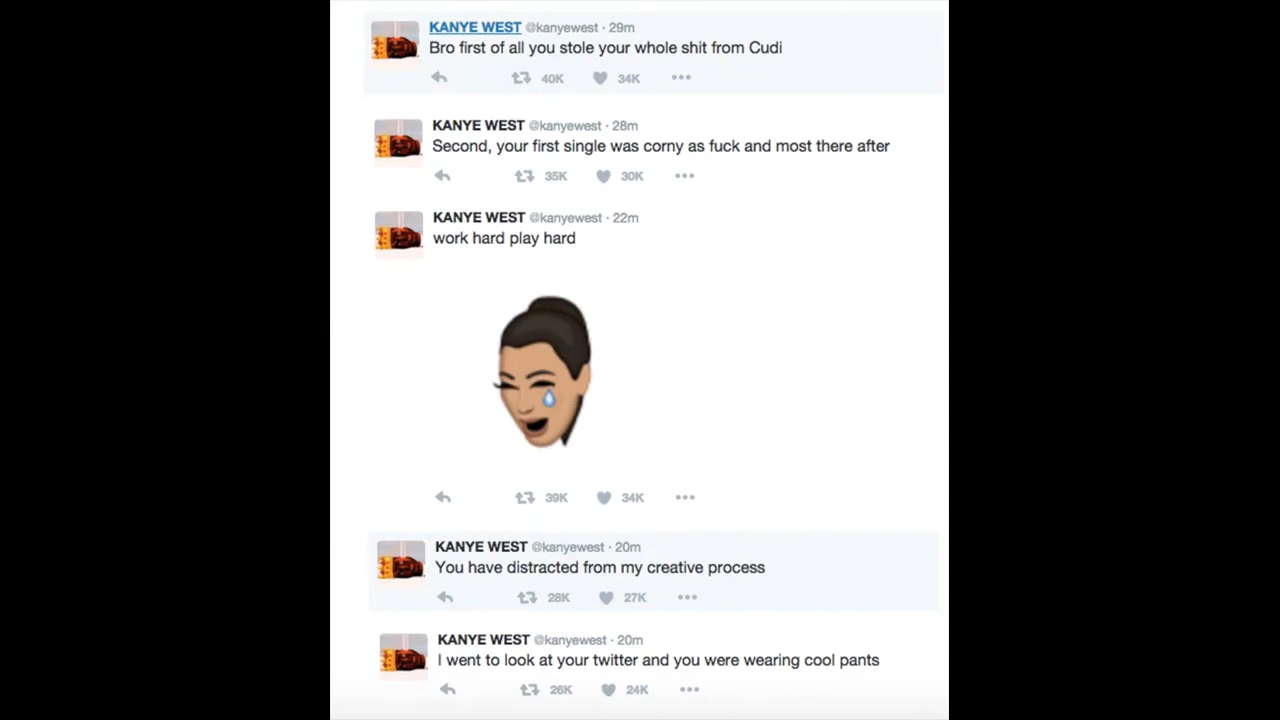 KANYE WEST @kanyewest · 29m
Bro first of all you stole your whole shit from Cudi
40K 34K
KANYE WEST @kanyewest · 28m
Second, your first single was corny as fuck and most there after
35K 30K
KANYE WEST @kanyewest · 22m
work hard play hard
39K 34K
KANYE WEST @kanyewest · 20m
You have distracted from my creative process
28K 27K
KANYE WEST @kanyewest · 20m
I went to look at your twitter and you were wearing cool pants
26K 24K